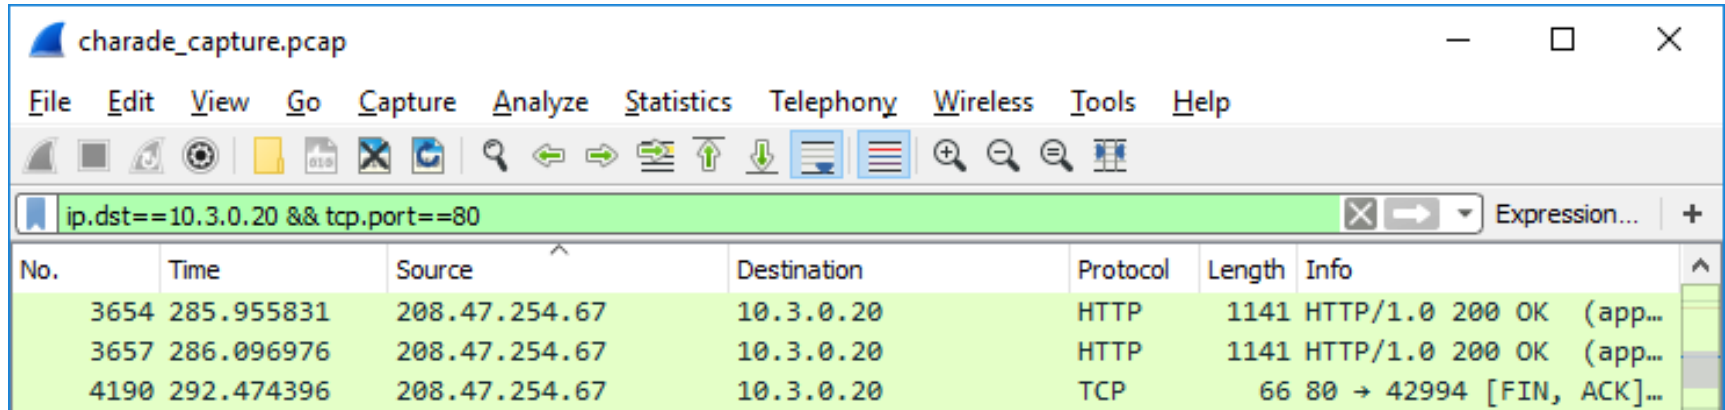 charade_capture.pcap
File Edit View Go Capture Analyze Statistics Telephony Wireless Tools Help
ip.dst==10.3.0.20 && tcp.port==80 Expression... +
No. Time Source Destination Protocol Length Info
3654 285.955831 208.47.254.67 10.3.0.20 HTTP 1141 HTTP/1.0 200 OK (app…
3657 286.096976 208.47.254.67 10.3.0.20 HTTP 1141 HTTP/1.0 200 OK (app…
4190 292.474396 208.47.254.67 10.3.0.20 TCP 66 80 → 42994 [FIN, ACK]…